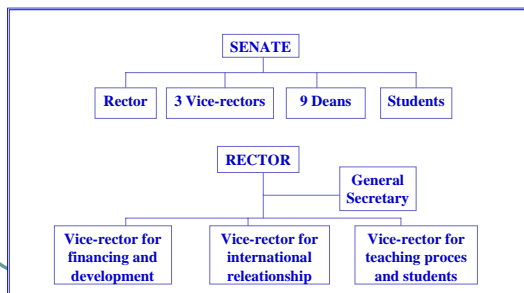 SENATE
Rector
3 Vice-rectors
9 Deans
Students
RECTOR
General
Secretary
Vice-rector for
financing and
development
Vice-rector for
international
releationship
Vice-rector for
teaching proces
and students